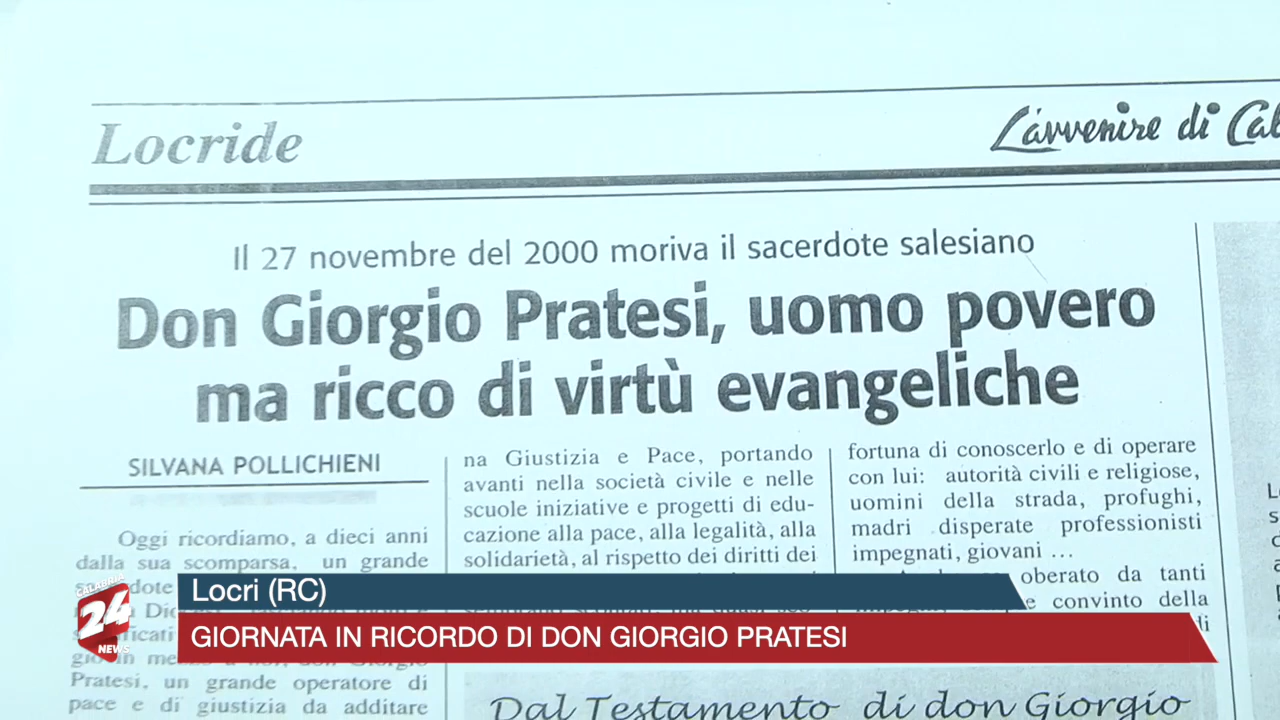 Locride
L'avvenire di Cal
Il 27 novembre del 2000 moriva il sacerdote salesiano
Don Giorgio Pratesi, uomo povero
ma ricco di virtù evangeliche
SILVANA POLLICHIENI
Oggi ricordiamo, a dieci anni
dalla sua scomparsa, un grande
Pratesi, un grande operatore di
pace e di giustizia da additare
na Giustizia e Pace, portando
avanti nella società civile e nelle
scuole iniziative e progetti di edu-
cazione alla pace, alla legalità, alla
solidarietà, al rispetto dei diritti dei
fortuna di conoscerlo e di operare
con lui: autorità civili e religiose,
uomini della strada, profughi,
madri disperate professionisti
impegnati, giovani ...
oberato da tanti
e convinto della
di
Dal Testamento di don Giorgio
CALABRIA
24
NEWS
Locri (RC)
GIORNATA IN RICORDO DI DON GIORGIO PRATESI